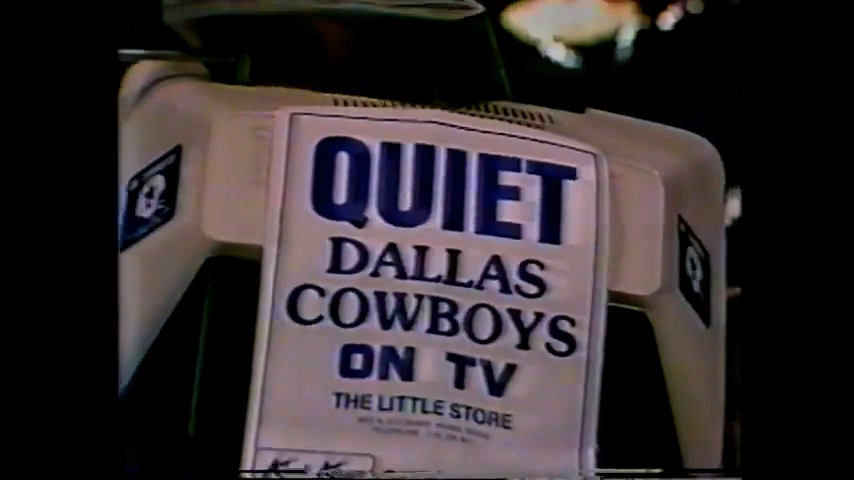 QUIET
DALLAS
COWBOYS
ON TV
THE LITTLE STORE